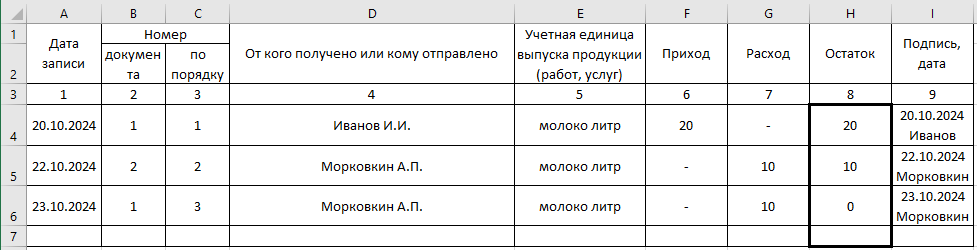 A B C D E F G H I
1 Дата записи Номер От кого получено или кому отправлено Учетная единица выпуска продукции (работ, услуг) Приход Расход Остаток Подпись, дата
2 докумен та по порядку
3 1 2 3 4 5 6 7 8 9
4 20.10.2024 1 1 Иванов И.И. молоко литр 20 - 20 20.10.2024 Иванов
5 22.10.2024 2 2 Морковкин А.П. молоко литр - 10 10 22.10.2024 Морковкин
6 23.10.2024 1 3 Морковкин А.П. молоко литр - 10 0 23.10.2024 Морковкин
7